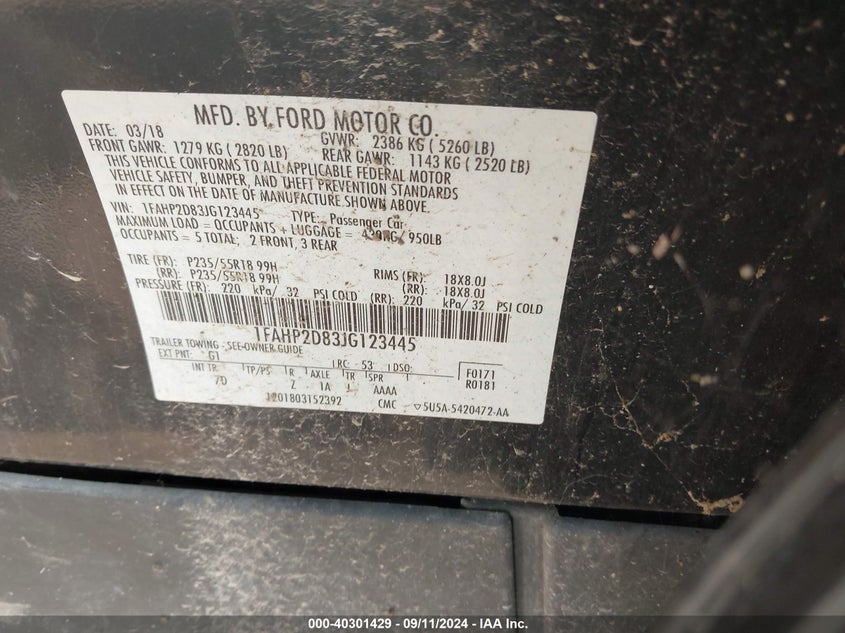 MFD. BY FORD MOTOR CO.
DATE: 03/18 GVWR: 2386 KG ( 5260 LB)
FRONT GAWR: 1279 KG ( 2820 LB) REAR GAWR: 1143 KG ( 2520 LB)
THIS VEHICLE CONFORMS TO ALL APPLICABLE FEDERAL MOTOR
VEHICLE SAFETY, BUMPER, AND THEFT PREVENTION STANDARDS
IN EFFECT ON THE DATE OF MANUFACTURE SHOWN ABOVE.
VIN: 1FAHP2D83JG123445 TYPE: Passenger Car
MAXIMUM LOAD = OCCUPANTS + LUGGAGE = 430KG/ 950LB
OCCUPANTS = 5 TOTAL, 2 FRONT, 3 REAR
TIRE (FR): P235/55R18 99H RIMS (FR): 18X8.0J
(RR): P235/55R18 99H (RR): 18X8.0J
PRESSURE (FR): 220 kPa/ 32 PSI COLD (RR): 220 kPa/ 32 PSI COLD
1FAHP2D83JG123445
TRAILER TOWING - SEE OWNER GUIDE
EXT PNT: G1 RC: 53 DSO: F0171
INT TR TP/PS R AXLE TR SPR R0181
7D Z 1A J AAAA
1201803152392 CMC ▽5U5A-5420472-AA
000-40301429 - 09/11/2024 - IAA Inc.